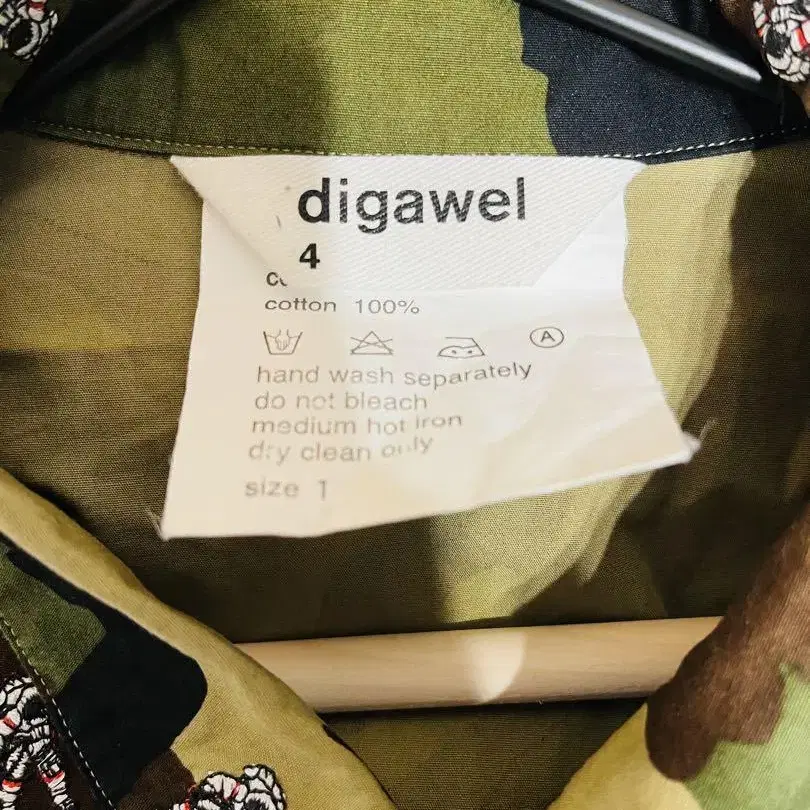 digawel
4
cotton 100%
A
hand wash separately
do not bleach
medium hot iron
dry clean only
size 1